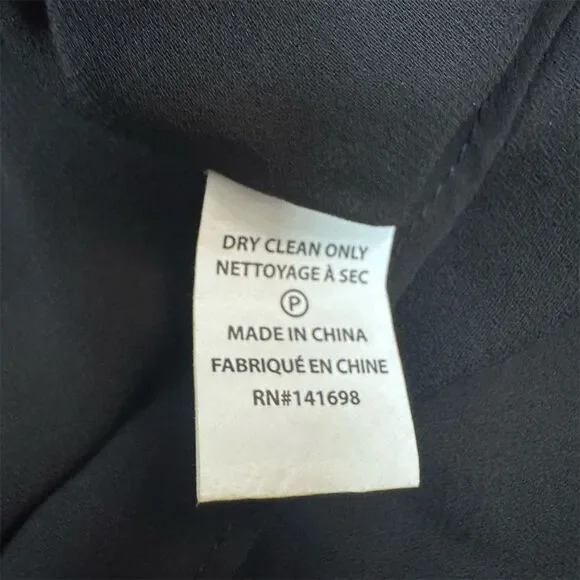 DRY CLEAN ONLY
NETTOYAGE À SEC
Ⓟ
MADE IN CHINA
FABRIQUÉ EN CHINE
RN#141698